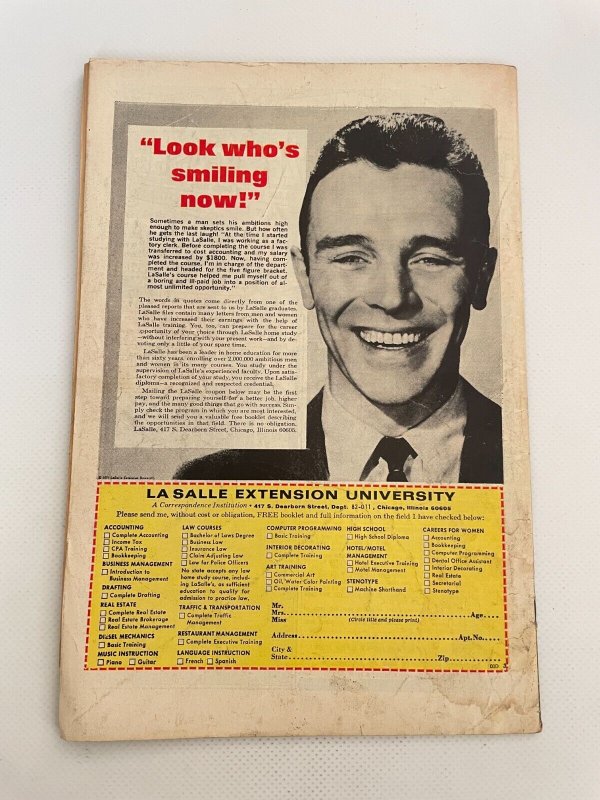 “Look who’s
smiling
now!”
Sometimes a man sets his ambitions high
enough to make skeptics smile. But how often
he gets the last laugh! “At the time I started
studying with LaSalle, I was working as a fac-
tory clerk. Before completing the course I was
transferred to cost accounting and my salary
was increased by $1800. Now, having com-
pleted the course, I’m in charge of the depart-
ment and headed for the five figure bracket.
LaSalle’s course helped me pull myself out of
a boring and ill-paid job into a position of al-
most unlimited opportunity.”
The words in quotes come directly from one of the
pleased reports that are sent to us by LaSalle graduates.
LaSalle files contain many letters from men and women
who have increased their earnings with the help of
LaSalle training. You, too, can prepare for the career
opportunity of your choice through LaSalle home study
—without interfering with your present work—and by de-
voting only a little of your spare time.
LaSalle has been a leader in home education for more
than sixty years, enrolling over 2,000,000 ambitious men
and women in its many courses. You study under the
supervision of LaSalle’s experienced faculty. Upon satis-
factory completion of your study, you receive the LaSalle
diploma—a recognized and respected credential.
Mailing the LaSalle coupon below may be the first
step toward preparing yourself for a better job, higher
pay, and the many good things that go with success. Sim-
ply check the program in which you are most interested,
and we will send you a valuable free booklet describing
the opportunities in that field. There is no obligation.
LaSalle, 417 S. Dearborn Street, Chicago, Illinois 60605.
LaSalle Extension University
LA SALLE EXTENSION UNIVERSITY
A Correspondence Institution • 417 S. Dearborn Street, Dept. 82-011, Chicago, Illinois 60605
Please send me, without cost or obligation, FREE booklet and full information on the field I have checked below:
ACCOUNTING
Complete Accounting
Income Tax
CPA Training
Bookkeeping
BUSINESS MANAGEMENT
Introduction to
Business Management
DRAFTING
Complete Drafting
REAL ESTATE
Complete Real Estate
Real Estate Brokerage
Real Estate Management
DIESEL MECHANICS
Basic Training
MUSIC INSTRUCTION
Piano Guitar
LAW COURSES
Bachelor of Laws Degree
Business Law
Insurance Law
Claim Adjusting Law
Law for Police Officers
No state accepts any law
home study course, includ-
ing LaSalle’s, as sufficient
education to qualify for
admission to practice law.
TRAFFIC & TRANSPORTATION
Complete Traffic
Management
RESTAURANT MANAGEMENT
Complete Executive Training
LANGUAGE INSTRUCTION
French Spanish
COMPUTER PROGRAMMING
Basic Training
INTERIOR DECORATING
Complete Training
ART TRAINING
Commercial Art
Oil/Water Color Painting
Complete Training
HIGH SCHOOL
High School Diploma
HOTEL/MOTEL
MANAGEMENT
Hotel Executive Training
Motel Management
STENOTYPE
Machine Shorthand
CAREERS FOR WOMEN
Accounting
Bookkeeping
Computer Programming
Dental Office Assistant
Interior Decorating
Real Estate
Secretarial
Stenotype
Mr.
Mrs.
Miss Age
(Circle title and please print)
Address Apt. No.
City &
State Zip